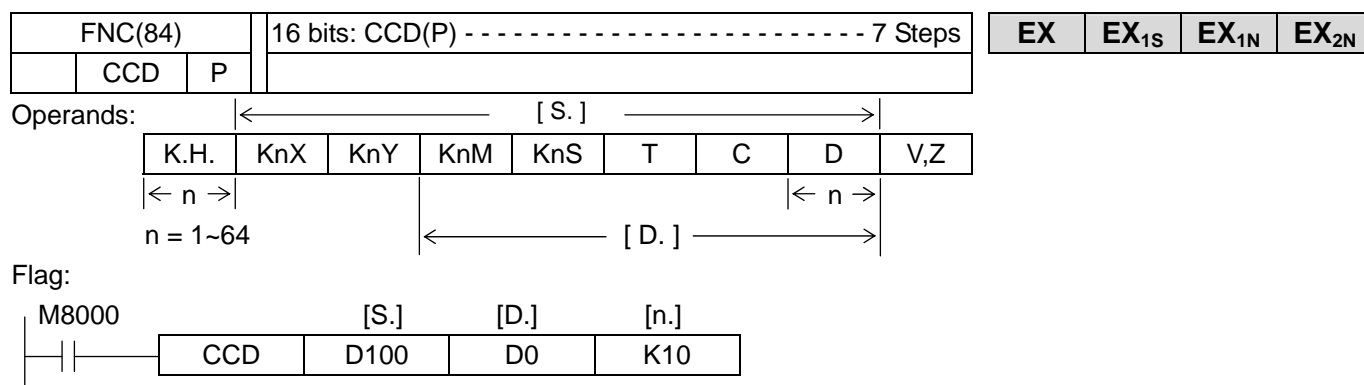 FNC(84) 16 bits: CCD(P) - - - - - - - - - - - - - - - - - - - - - - - - - 7 Steps EX EX1S EX1N EX2N
CCD P
Operands: [ S. ]
K.H. KnX KnY KnM KnS T C D V,Z
n n
n = 1~64 [ D. ]
Flag:
M8000 [S.] [D.] [n.]
CCD D100 D0 K10